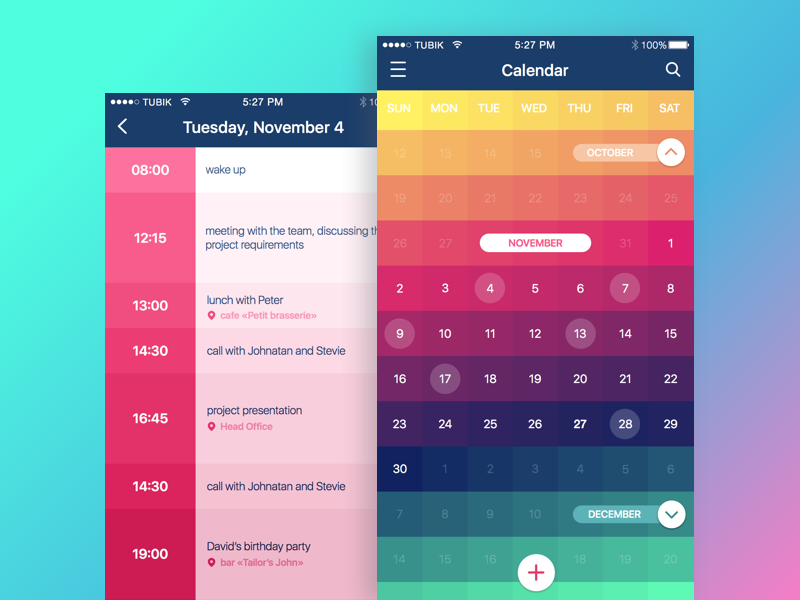 TUBIK 5:27 PM
Tuesday, November 4
08:00 wake up
12:15 meeting with the team, discussing
project requirements
13:00 lunch with Peter
cafe «Petit brasserie»
14:30 call with Johnatan and Stevie
16:45 project presentation
Head Office
14:30 call with Johnatan and Stevie
19:00 David's birthday party
bar «Tailor's John»
TUBIK 5:27 PM 100%
Calendar
SUN MON TUE WED THU FRI SAT
12 13 14 15 OCTOBER
19 20 21 22 23 24 25
26 27 NOVEMBER 31 1
2 3 4 5 6 7 8
9 10 11 12 13 14 15
16 17 18 19 20 21 22
23 24 25 26 27 28 29
30 1 2 3 4 5 6
7 8 9 10 DECEMBER
14 15 16 18 19 20